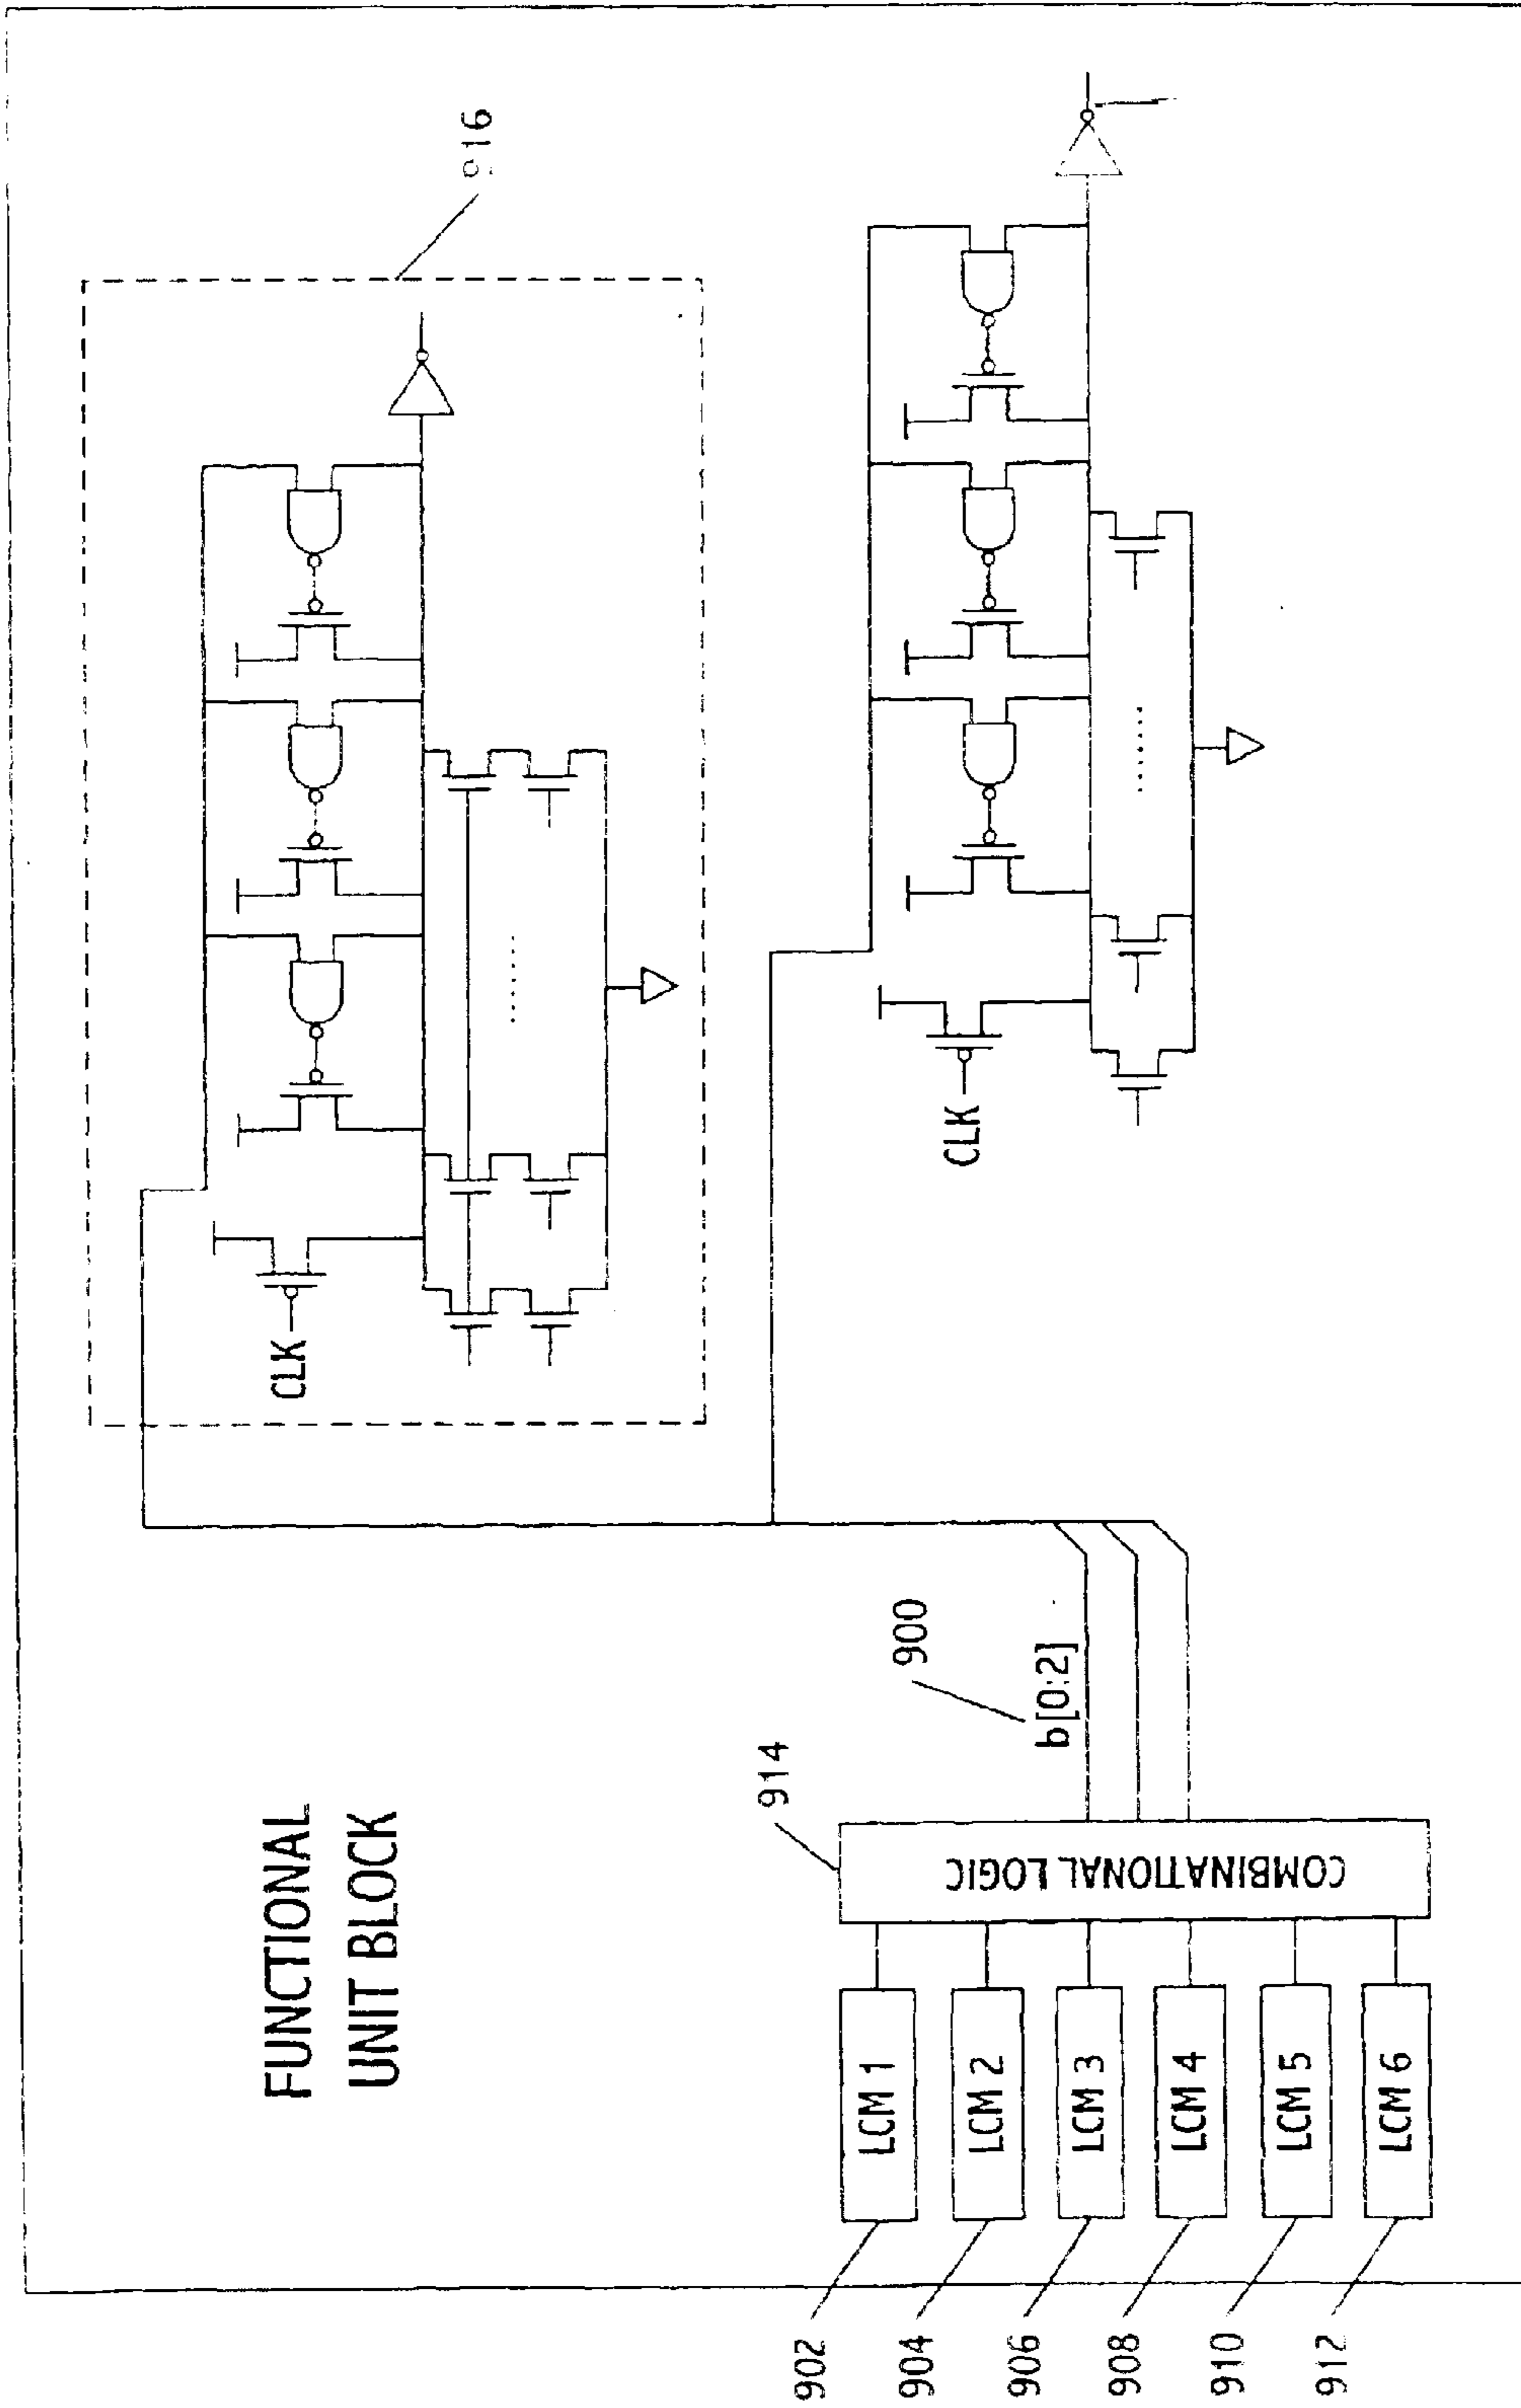 FUNCTIONAL
UNIT BLOCK
916
CLK
CLK
900
b[0:2]
914
COMBINATIONAL LOGIC
LCM 1
LCM 2
LCM 3
LCM 4
LCM 5
LCM 6
902
904
906
908
910
912